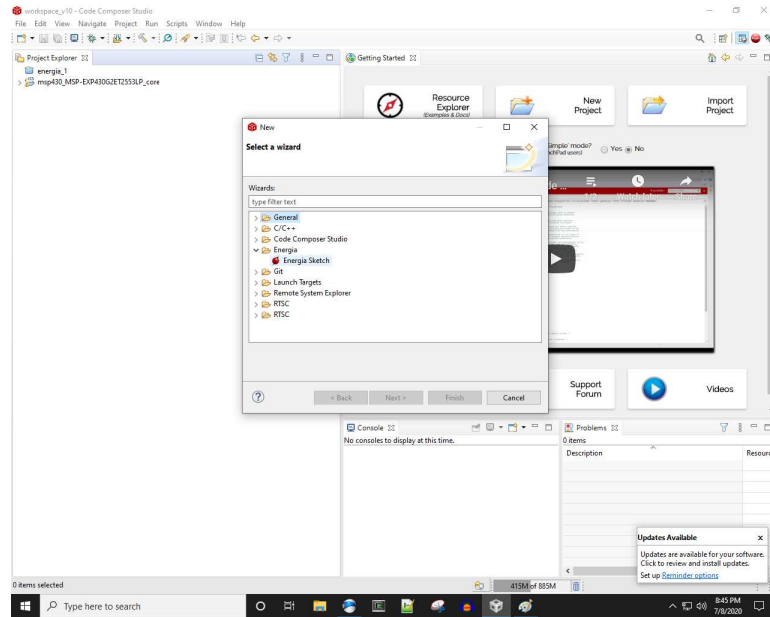 workspace_v10 - Code Composer Studio
File Edit View Navigate Project Run Scripts Window Help
Project Explorer
energia_1
msp430_MSP-EXP430G2ET2553LP_core
Getting Started
Resource
Explorer
(Examples & Docs)
New
Project
Import
Project
Simple' mode? Yes No
New
Select a wizard
Wizards:
type filter text
General
C/C++
Code Composer Studio
Energia
Energia Sketch
Git
Launch Targets
Remote System Explorer
RTSC
RTSC
< Back Next > Finish Cancel
Support
Forum
Videos
Console
No consoles to display at this time.
Problems
0 items
Description Resour
Updates Available x
Updates are available for your software.
Click to review and install updates.
Set up Reminder options
0 items selected
415M of 885M
Type here to search
8:45 PM
7/8/2020